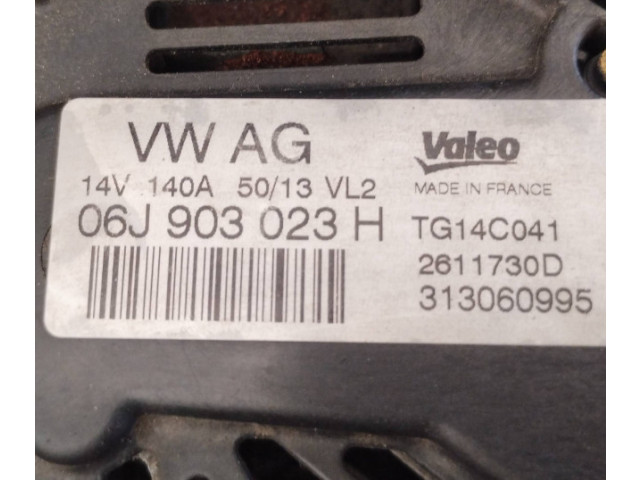 VW AG
14V 140A 50/13 VL2
06J 903 023 H
Valeo
MADE IN FRANCE
TG14C041
2611730D
313060995